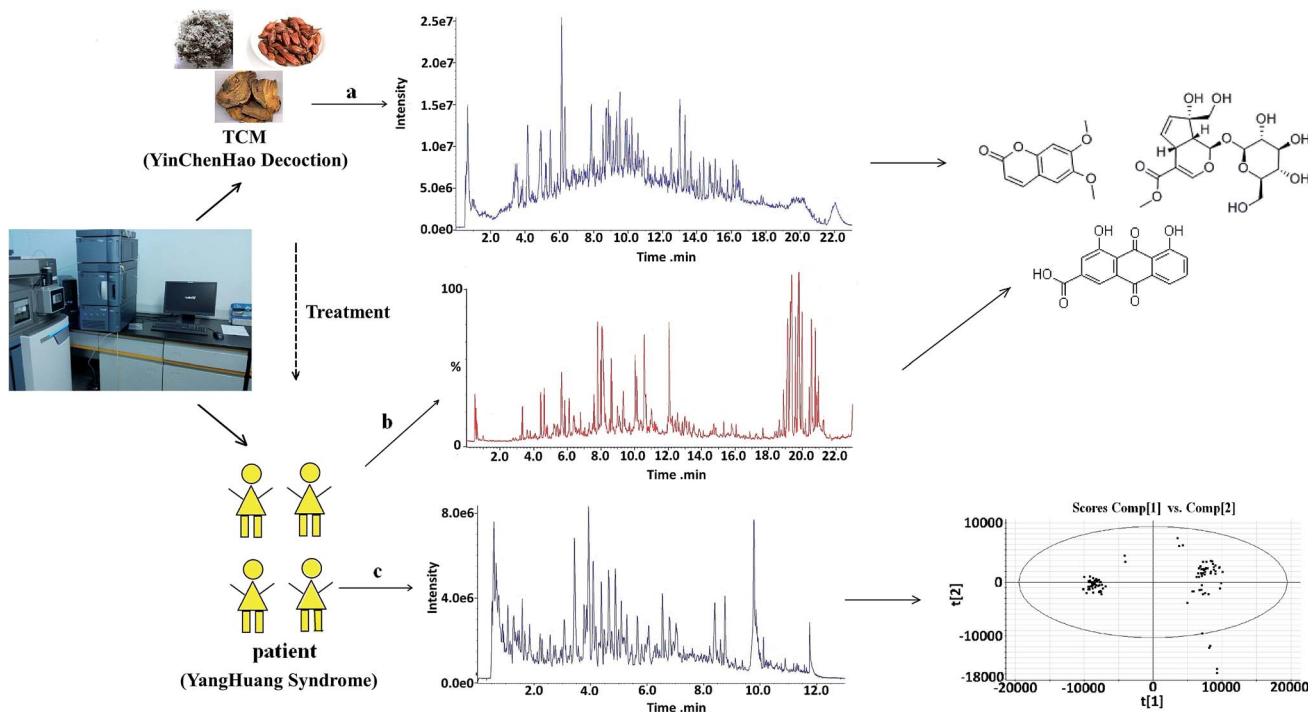 TCM
(YinChenHao Decoction)
a
Intensity
2.5e7
2.0e7
1.5e7
1.0e7
5.0e6
0.0e0
2.0 4.0 6.0 8.0 10.0 12.0 14.0 16.0 18.0 20.0 22.0
Time .min
O
O
O
O
OH
OH
H
H
O
O
O
O
OH
OH
OH
HO
OH
O
OH
HO
O
O
Treatment
b
100
%
0
2.0 4.0 6.0 8.0 10.0 12.0 14.0 16.0 18.0 20.0 22.0
Time .min
patient
(YangHuang Syndrome)
c
Intensity
8.0e6
4.0e6
0.0e0
2.0 4.0 6.0 8.0 10.0 12.0
Time .min
Scores Comp[1] vs. Comp[2]
t[2]
10000
0
-10000
-18000
-20000 -10000 0 10000 20000
t[1]